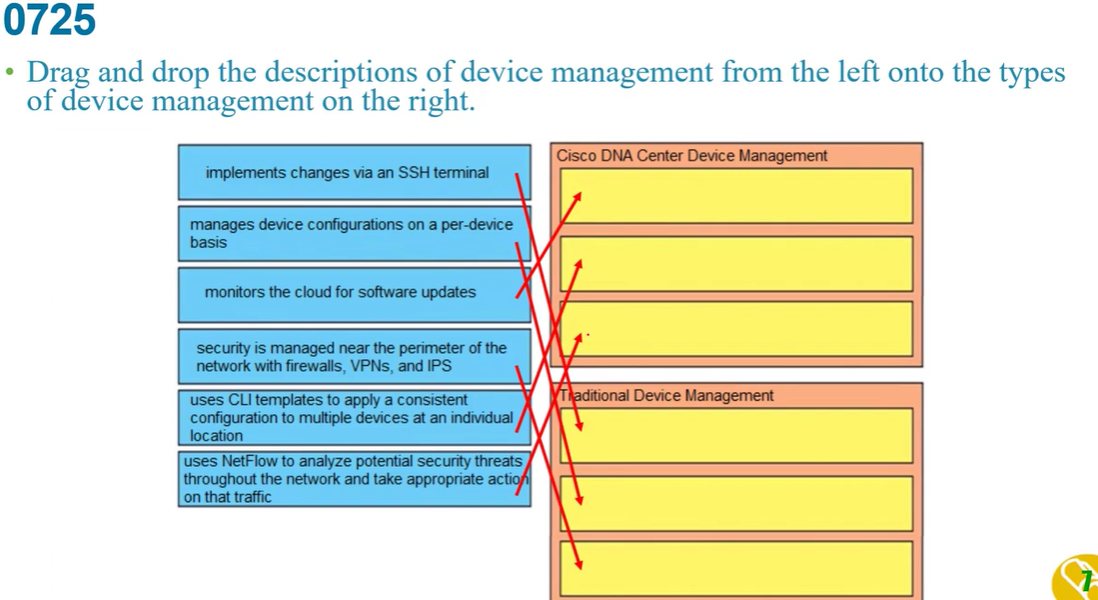 0725
• Drag and drop the descriptions of device management from the left onto the types
of device management on the right.
implements changes via an SSH terminal
manages device configurations on a per-device
basis
monitors the cloud for software updates
security is managed near the perimeter of the
network with firewalls, VPNs, and IPS
uses CLI templates to apply a consistent
configuration to multiple devices at an individual
location
uses NetFlow to analyze potential security threats
throughout the network and take appropriate action
on that traffic
Cisco DNA Center Device Management
Traditional Device Management
7